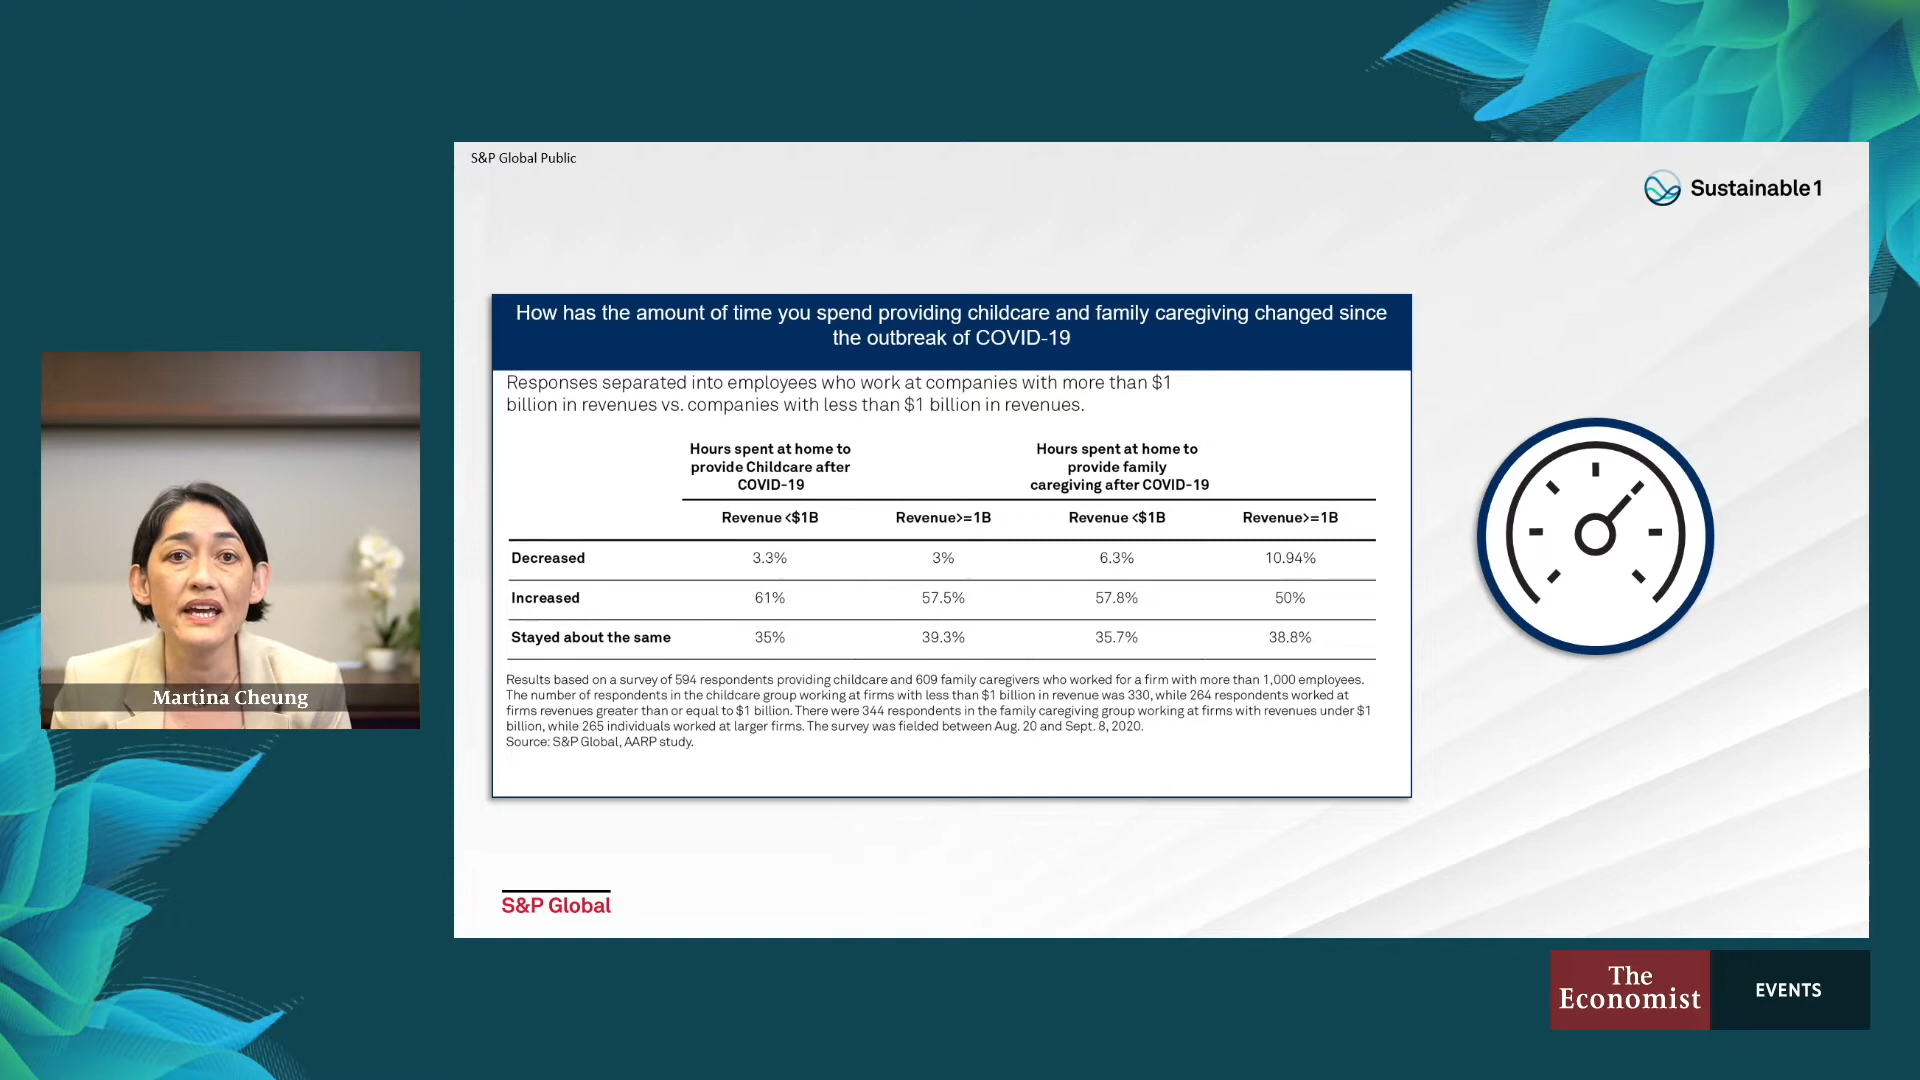 S&P Global Public
Sustainable1
How has the amount of time you spend providing childcare and family caregiving changed since
the outbreak of COVID-19
Responses separated into employees who work at companies with more than $1
billion in revenues vs. companies with less than $1 billion in revenues.
Hours spent at home to
provide Childcare after
COVID-19
Hours spent at home to
provide family
caregiving after COVID-19
Revenue <$1B Revenue>=1B Revenue <$1B Revenue>=1B
Decreased 3.3% 3% 6.3% 10.94%
Increased 61% 57.5% 57.8% 50%
Stayed about the same 35% 39.3% 35.7% 38.8%
Results based on a survey of 594 respondents providing childcare and 609 family caregivers who worked for a firm with more than 1,000 employees.
The number of respondents in the childcare group working at firms with less than $1 billion in revenue was 330, while 264 respondents worked at
firms revenues greater than or equal to $1 billion. There were 344 respondents in the family caregiving group working at firms with revenues under $1
billion, while 265 individuals worked at larger firms. The survey was fielded between Aug. 20 and Sept. 8, 2020.
Source: S&P Global, AARP study.
Martina Cheung
S&P Global
The
Economist
EVENTS